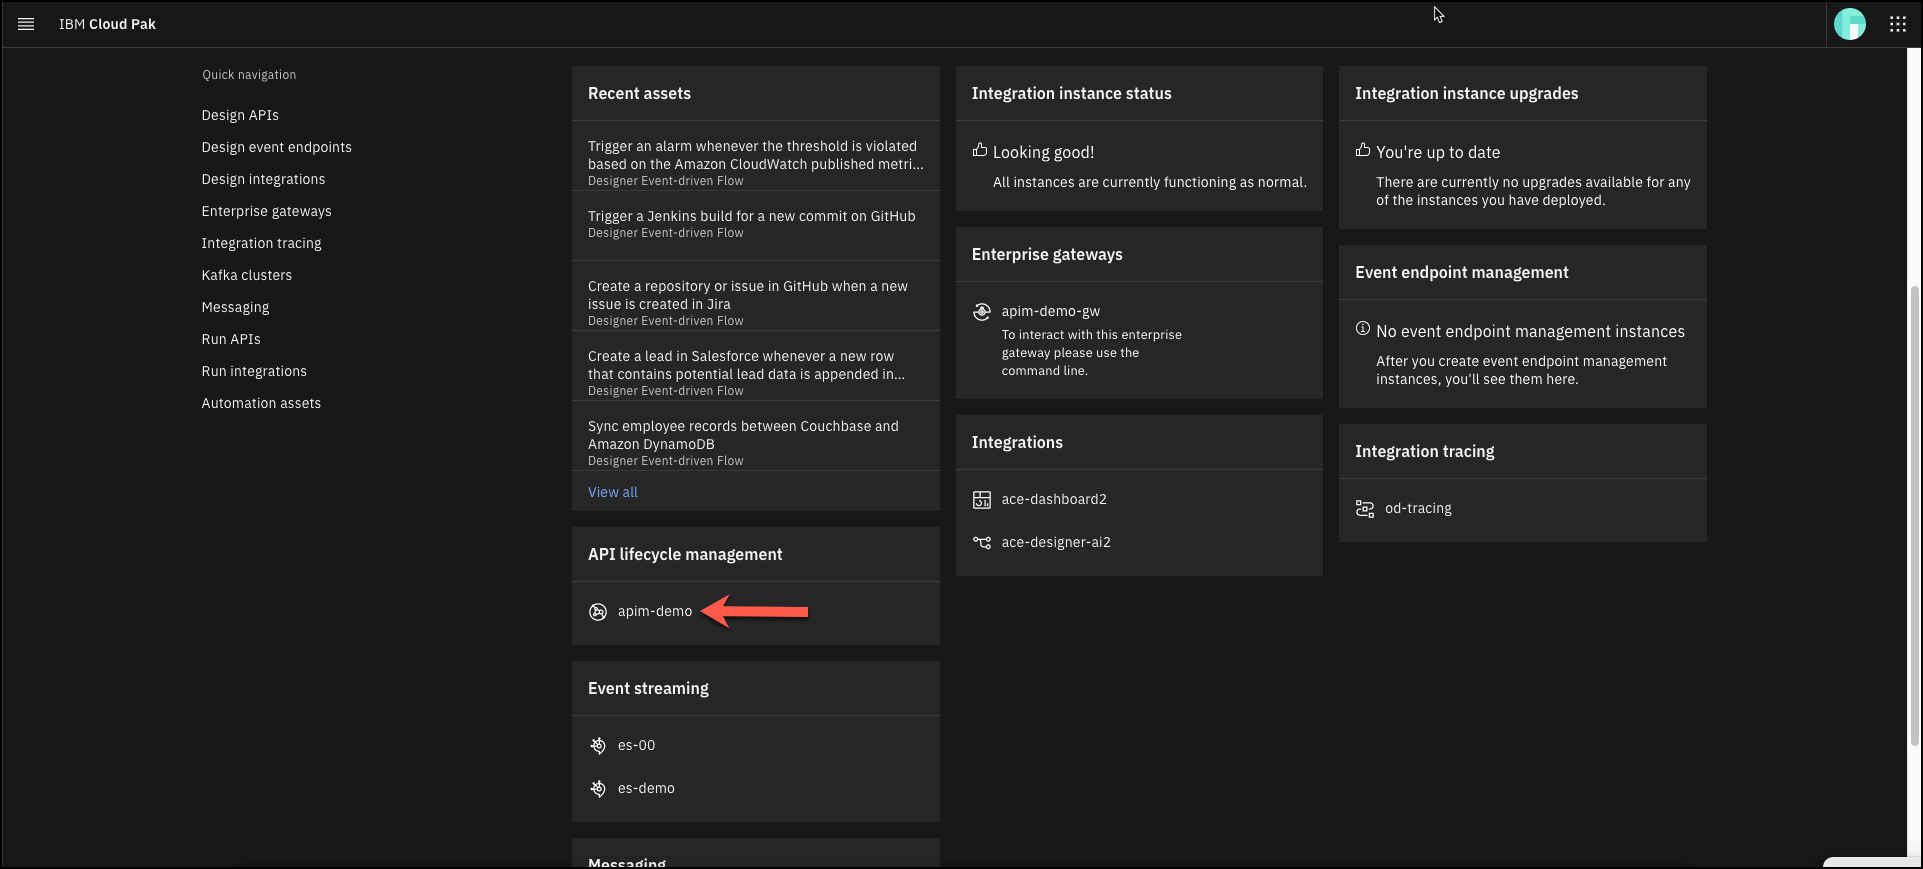 IBM Cloud Pak
Quick navigation
Design APIs
Design event endpoints
Design integrations
Enterprise gateways
Integration tracing
Kafka clusters
Messaging
Run APIs
Run integrations
Automation assets
Recent assets
Trigger an alarm whenever the threshold is violated
based on the Amazon CloudWatch published metri...
Designer Event-driven Flow
Trigger a Jenkins build for a new commit on GitHub
Designer Event-driven Flow
Create a repository or issue in GitHub when a new
issue is created in Jira
Designer Event-driven Flow
Create a lead in Salesforce whenever a new row
that contains potential lead data is appended in...
Designer Event-driven Flow
Sync employee records between Couchbase and
Amazon DynamoDB
Designer Event-driven Flow
View all
API lifecycle management
apim-demo
Event streaming
es-00
es-demo
Messaging
Integration instance status
Looking good!
All instances are currently functioning as normal.
Enterprise gateways
apim-demo-gw
To interact with this enterprise
gateway please use the
command line.
Integrations
ace-dashboard2
ace-designer-ai2
Integration instance upgrades
You're up to date
There are currently no upgrades available for any
of the instances you have deployed.
Event endpoint management
No event endpoint management instances
After you create event endpoint management
instances, you'll see them here.
Integration tracing
od-tracing